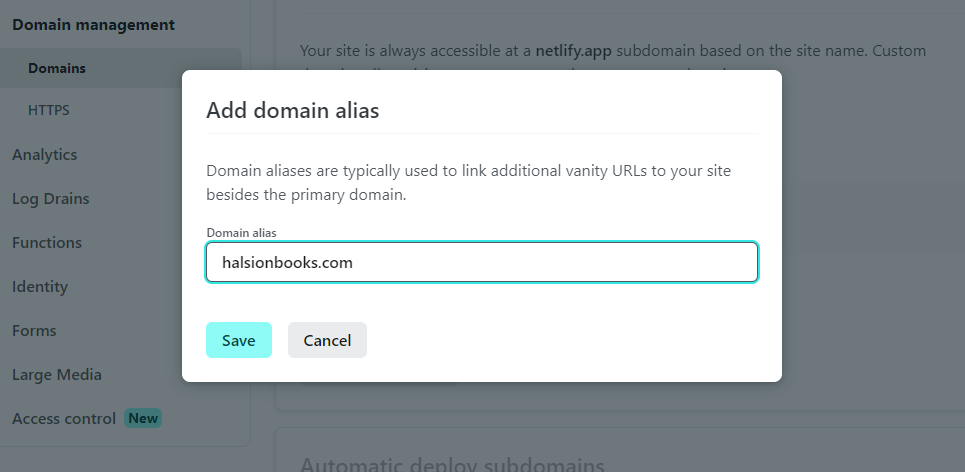 Domain management
Domains
HTTPS
Analytics
Log Drains
Functions
Identity
Forms
Large Media
Access control New
Your site is always accessible at a netlify.app subdomain based on the site name. Custom
Add domain alias
Domain aliases are typically used to link additional vanity URLs to your site
besides the primary domain.
Domain alias
halsionbooks.com
Save Cancel
Automatic deploy subdomains